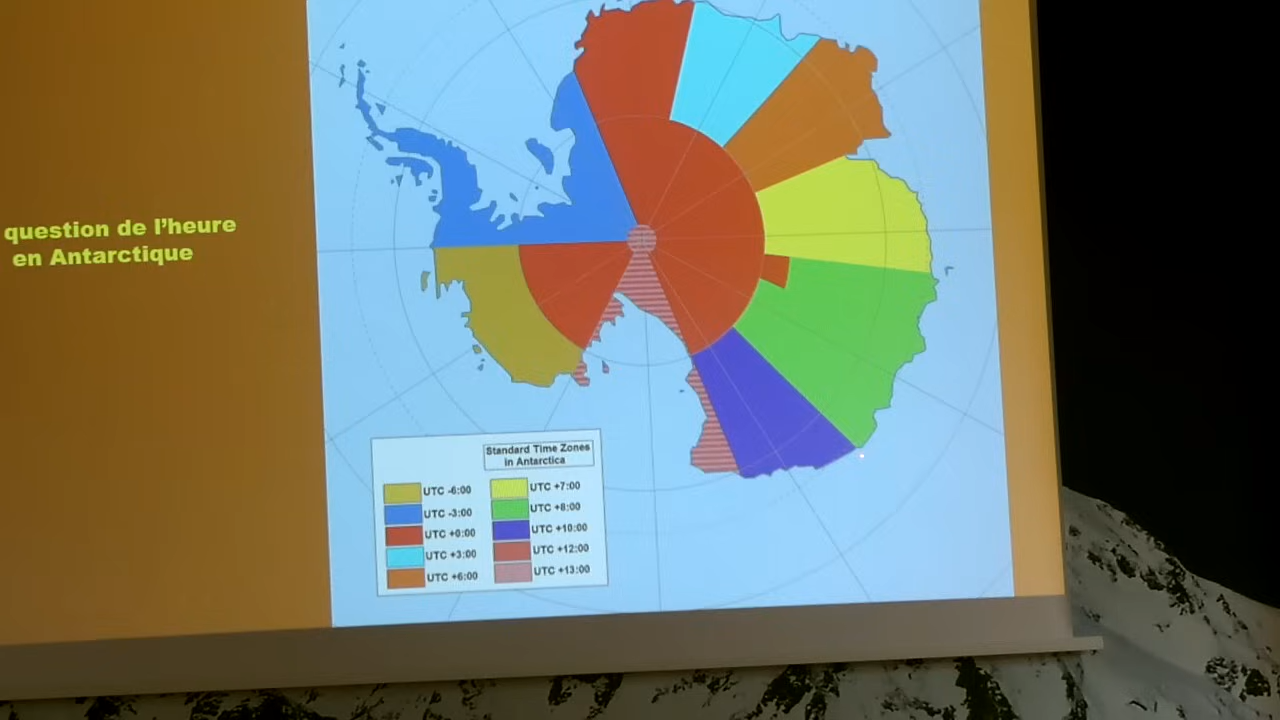 question de l'heure
en Antarctique
Standard Time Zones
in Antarctica
UTC -6:00
UTC -3:00
UTC +0:00
UTC +3:00
UTC +6:00
UTC +7:00
UTC +8:00
UTC +10:00
UTC +12:00
UTC +13:00